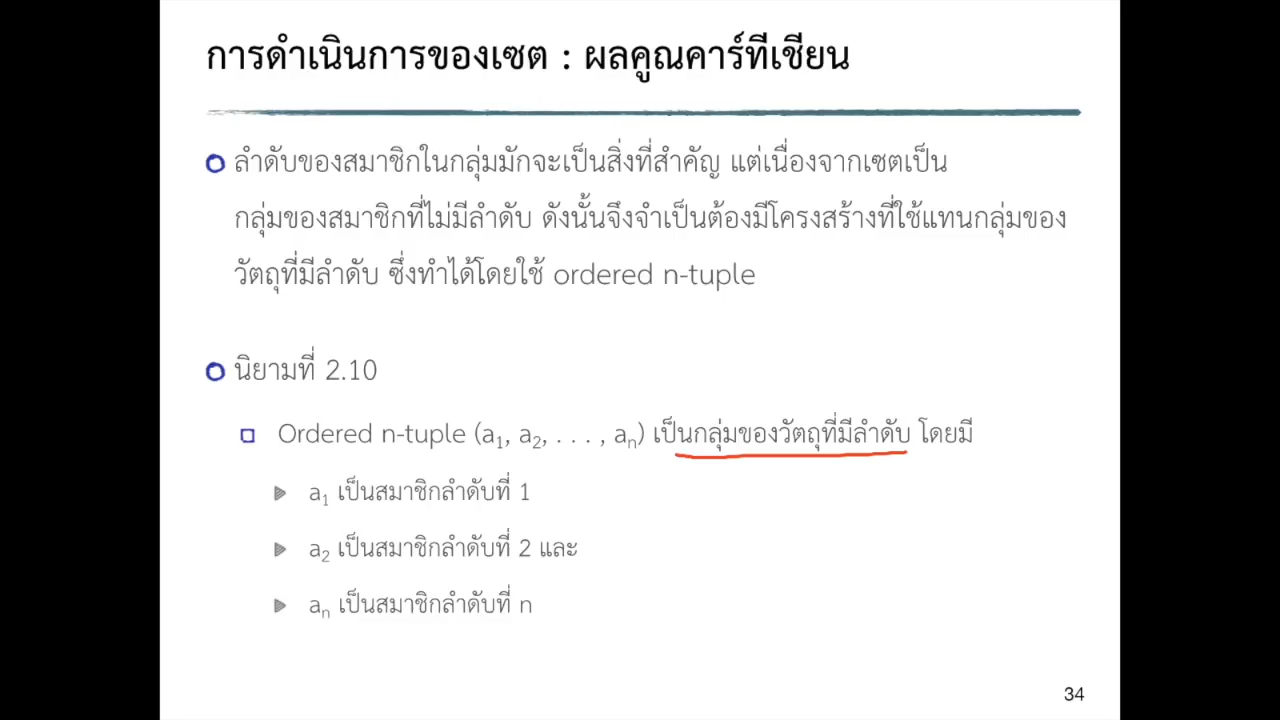 การดำเนินการของเซต : ผลคูณคาร์ทีเชียน
ลำดับของสมาชิกในกลุ่มมักจะเป็นสิ่งที่สำคัญ แต่เนื่องจากเซตเป็น
กลุ่มของสมาชิกที่ไม่มีลำดับ ดังนั้นจึงจำเป็นต้องมีโครงสร้างที่ใช้แทนกลุ่มของ
วัตถุที่มีลำดับ ซึ่งทำได้โดยใช้ ordered n-tuple
นิยามที่ 2.10
Ordered n-tuple (a₁, a₂, . . . , aₙ) เป็นกลุ่มของวัตถุที่มีลำดับ โดยมี
a₁ เป็นสมาชิกลำดับที่ 1
a₂ เป็นสมาชิกลำดับที่ 2 และ
aₙ เป็นสมาชิกลำดับที่ n
34